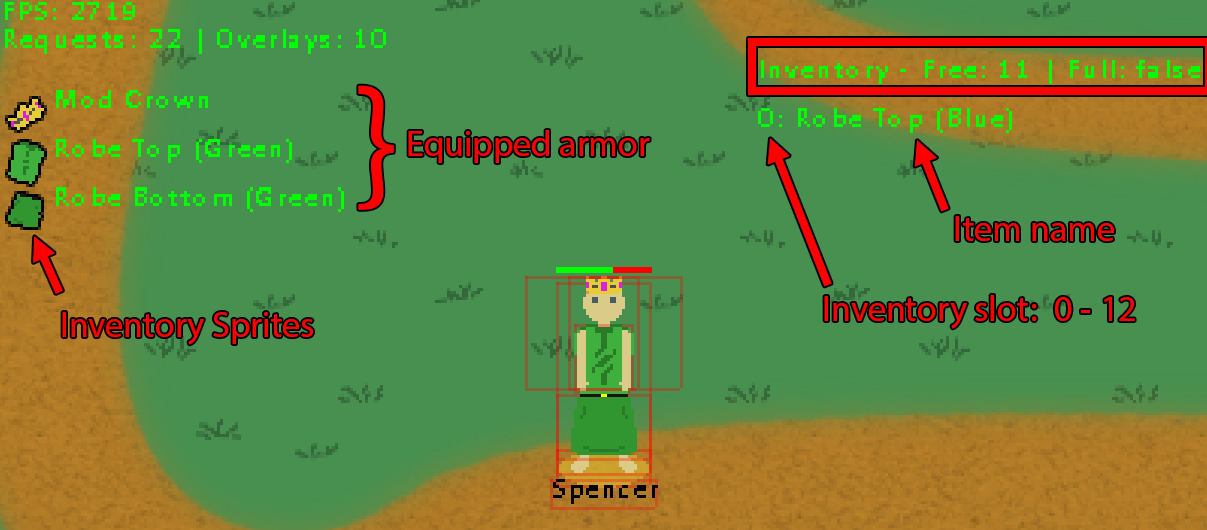 FPS: 2719
Requests: 22 | Overlays: 10
Inventory - Free: 11 | Full: false
Mod Crown
0: Robe Top (Blue)
Equipped armor
Robe Top (Green)
Robe Bottom (Green)
Item name
Inventory slot: 0 - 12
Inventory Sprites
Spencer